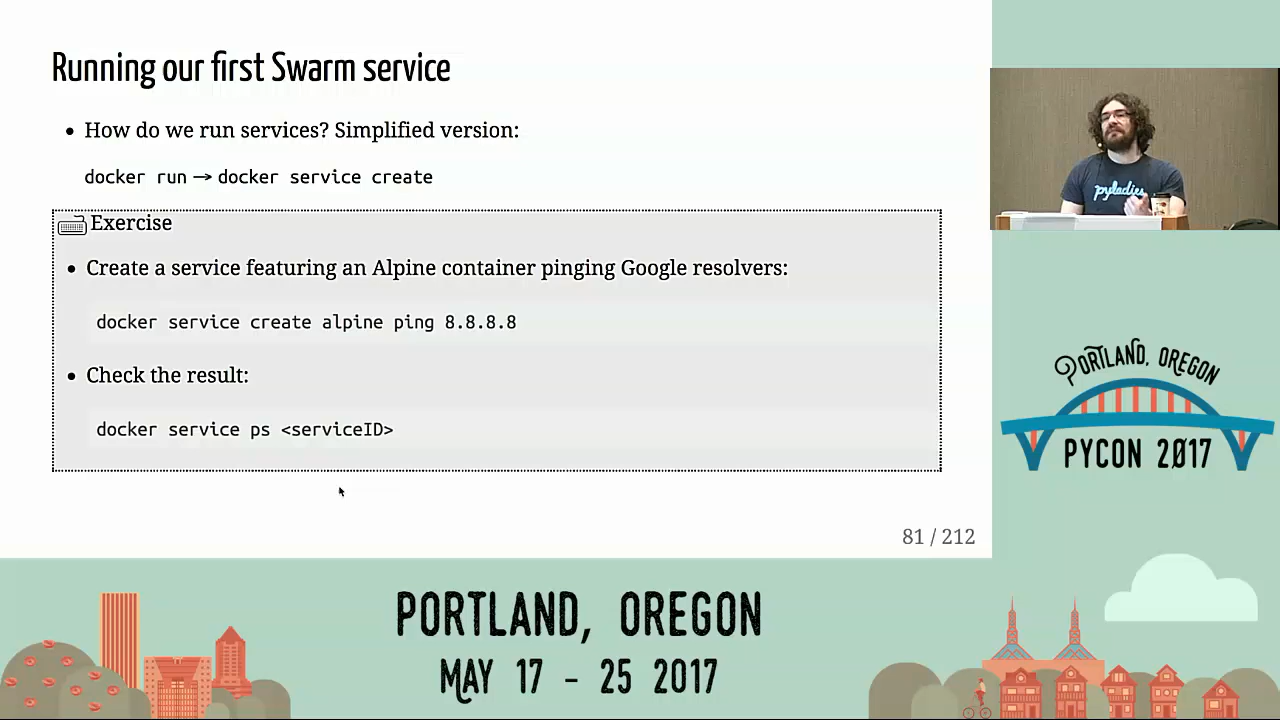 Running our first Swarm service
• How do we run services? Simplified version:
docker run → docker service create
Exercise
• Create a service featuring an Alpine container pinging Google resolvers:
docker service create alpine ping 8.8.8.8
• Check the result:
docker service ps <serviceID>
81 / 212
pyladies
PORTLAND, OREGON
PYCON 2017
PORTLAND, OREGON
MAY 17 - 25 2017